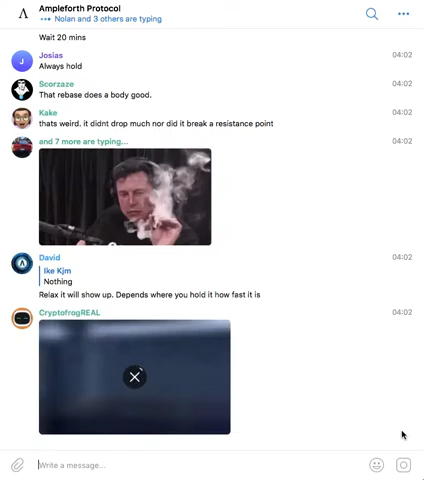 Ampleforth Protocol
Nolan and 3 others are typing
Wait 20 mins
Josias
04:02
Always hold
Scorzaze
04:02
That rebase does a body good.
Kake
04:02
thats weird. it didnt drop much nor did it break a resistance point
and 7 more are typing...
04:02
David
04:02
Ike Kjm
Nothing
Relax it will show up. Depends where you hold it how fast it is
CryptofrogREAL
04:02
Write a message...